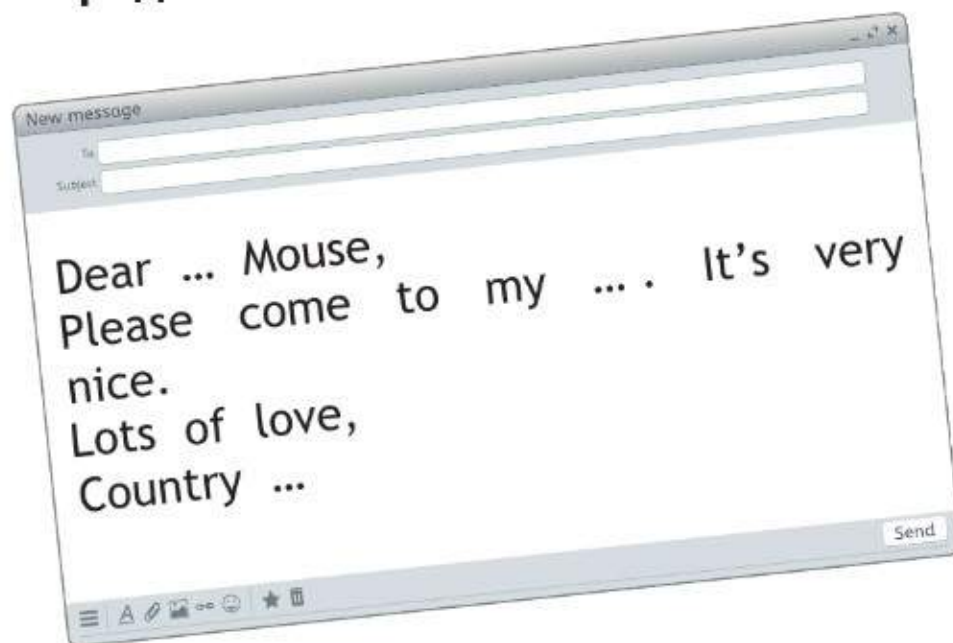 New message
To
Subject
Dear ... Mouse,
Please come to my ... . It's very
nice.
Lots of love,
Country ...
Send